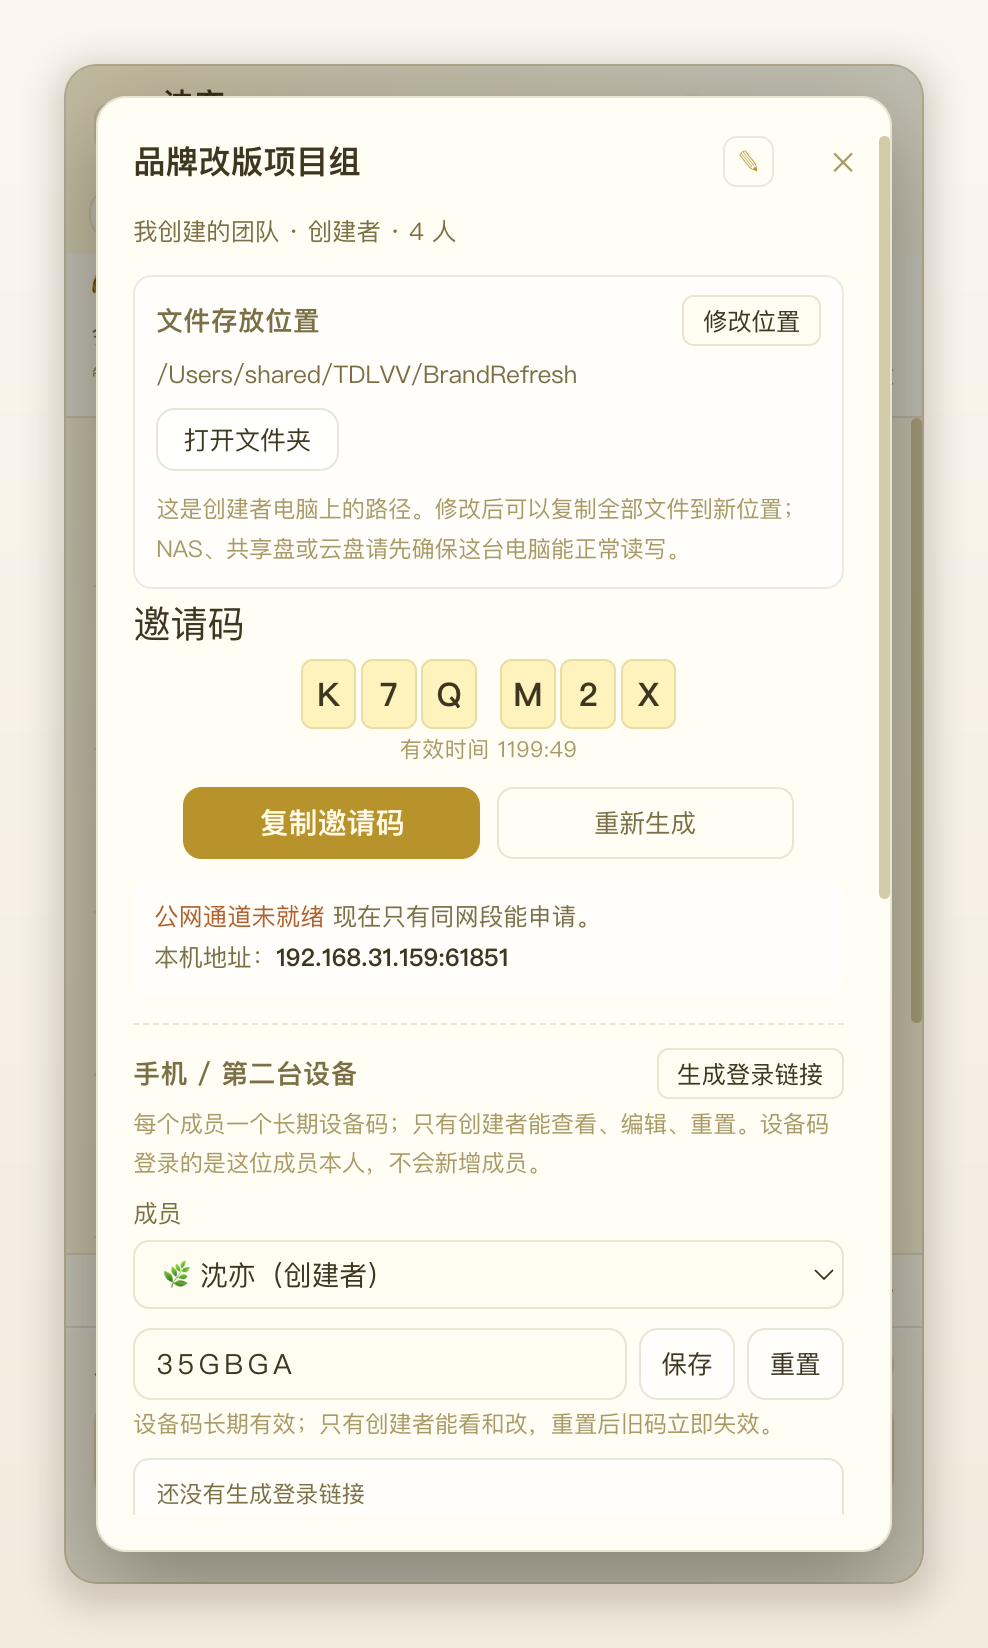 品牌改版项目组
我创建的团队 · 创建者 · 4 人
文件存放位置
修改位置
/Users/shared/TDLVV/BrandRefresh
打开文件夹
这是创建者电脑上的路径。修改后可以复制全部文件到新位置；
NAS、共享盘或云盘请先确保这台电脑能正常读写。
邀请码
K 7 Q M 2 X
有效时间 1199:49
复制邀请码
重新生成
公网通道未就绪 现在只有同网段能申请。
本机地址：192.168.31.159:61851
手机 / 第二台设备
生成登录链接
每个成员一个长期设备码；只有创建者能查看、编辑、重置。设备码
登录的是这位成员本人，不会新增成员。
成员
沈亦（创建者）
35GBGA
保存
重置
设备码长期有效；只有创建者能看和改，重置后旧码立即失效。
还没有生成登录链接